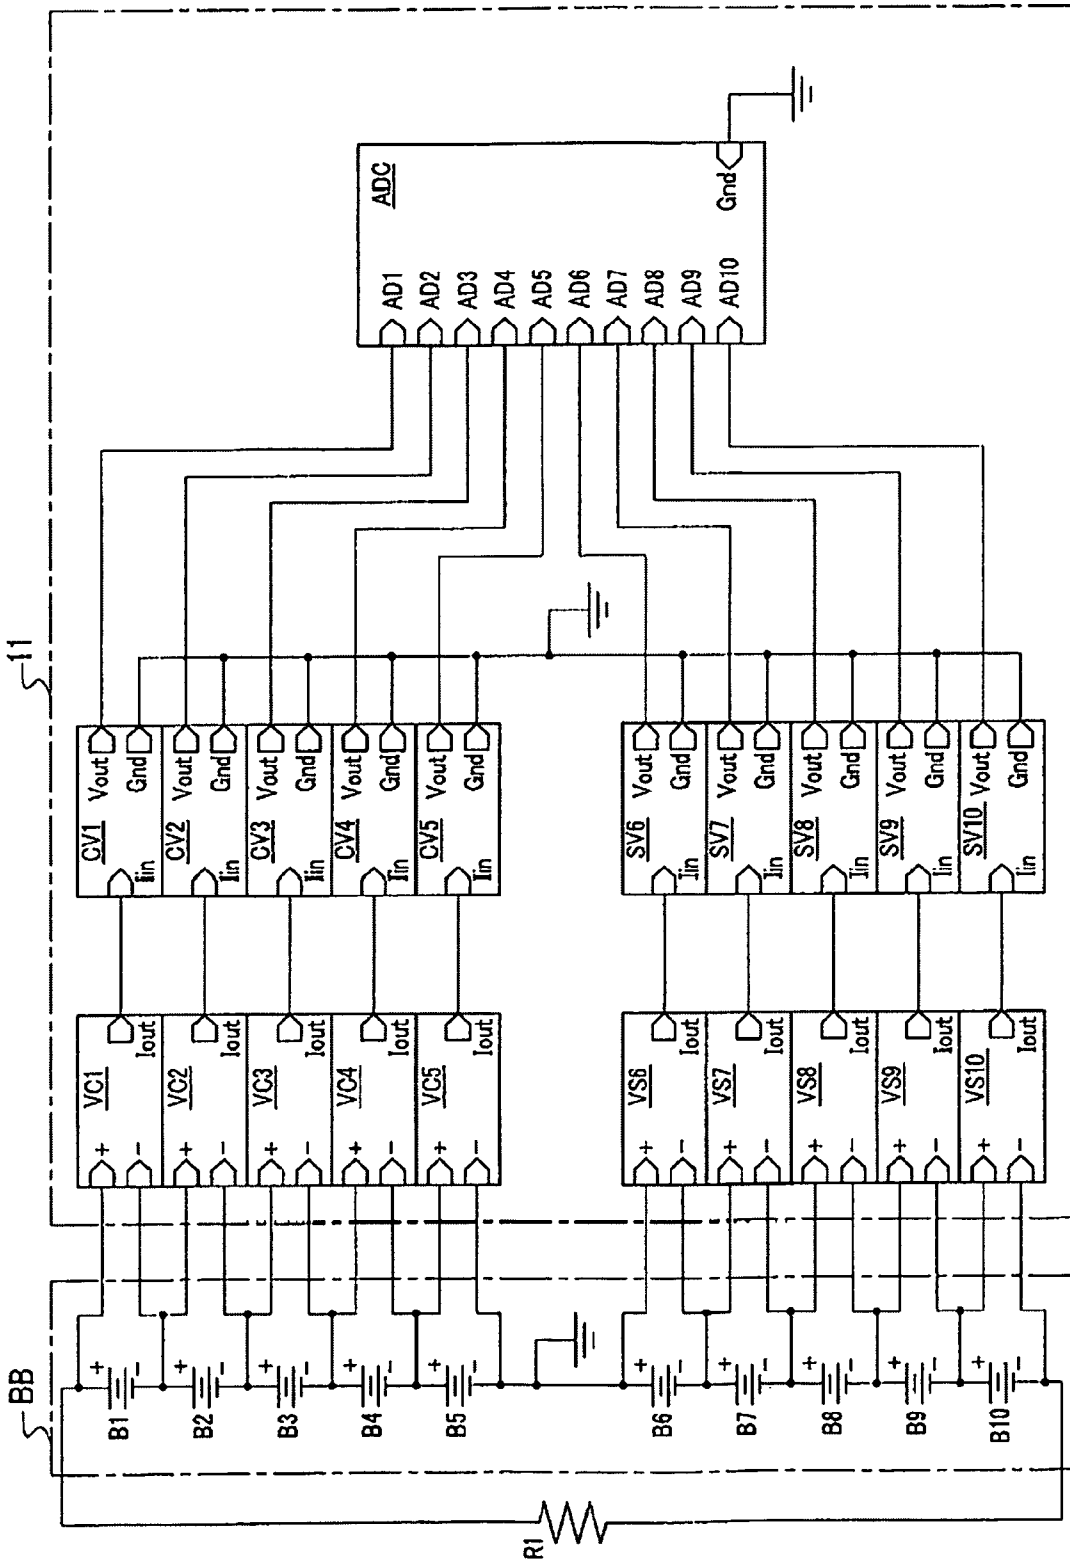 BB
11
B1
+
-
B2
+
-
B3
+
-
B4
+
-
B5
+
-
B6
+
-
B7
+
-
B8
+
-
B9
+
-
B10
+
-
R1
VC1
+
-
Iout
VC2
+
-
Iout
VC3
+
-
Iout
VC4
+
-
Iout
VC5
+
-
Iout
VS6
+
-
Iout
VS7
+
-
Iout
VS8
+
-
Iout
VS9
+
-
Iout
VS10
+
-
Iout
CV1
Iin
Vout
Gnd
CV2
Iin
Vout
Gnd
CV3
Iin
Vout
Gnd
CV4
Iin
Vout
Gnd
CV5
Iin
Vout
Gnd
SV6
Iin
Vout
Gnd
SV7
Iin
Vout
Gnd
SV8
Iin
Vout
Gnd
SV9
Iin
Vout
Gnd
SV10
Iin
Vout
Gnd
ADC
AD1
AD2
AD3
AD4
AD5
AD6
AD7
AD8
AD9
AD10
Gnd